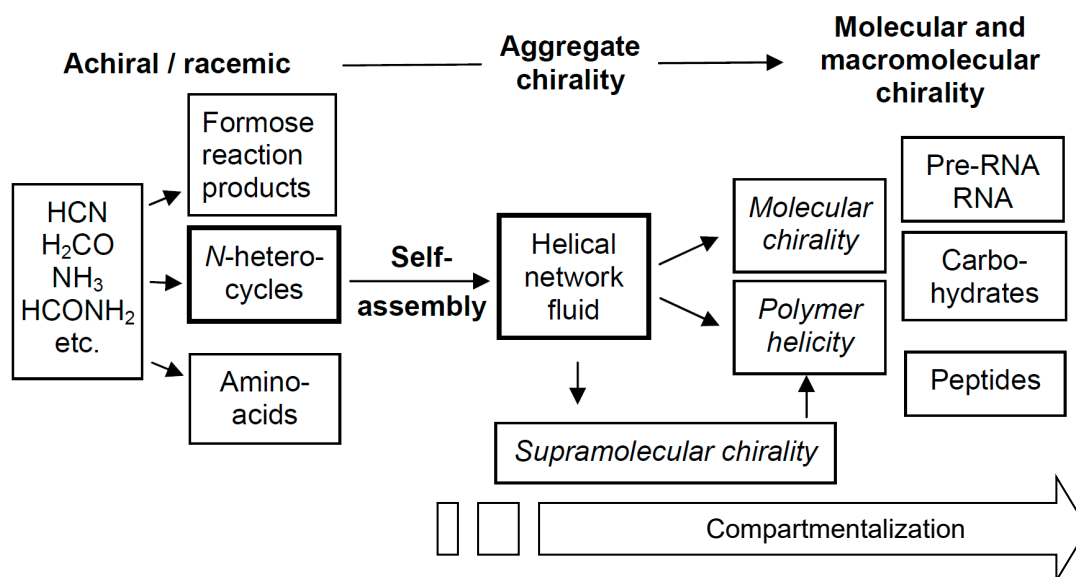 Achiral / racemic
Aggregate
chirality
Molecular and
macromolecular
chirality
HCN
H₂CO
NH₃
HCONH₂
etc.
Formose
reaction
products
N-hetero-
cycles
Amino-
acids
Self-
assembly
Helical
network
fluid
Molecular
chirality
Polymer
helicity
Supramolecular chirality
Pre-RNA
RNA
Carbo-
hydrates
Peptides
Compartmentalization